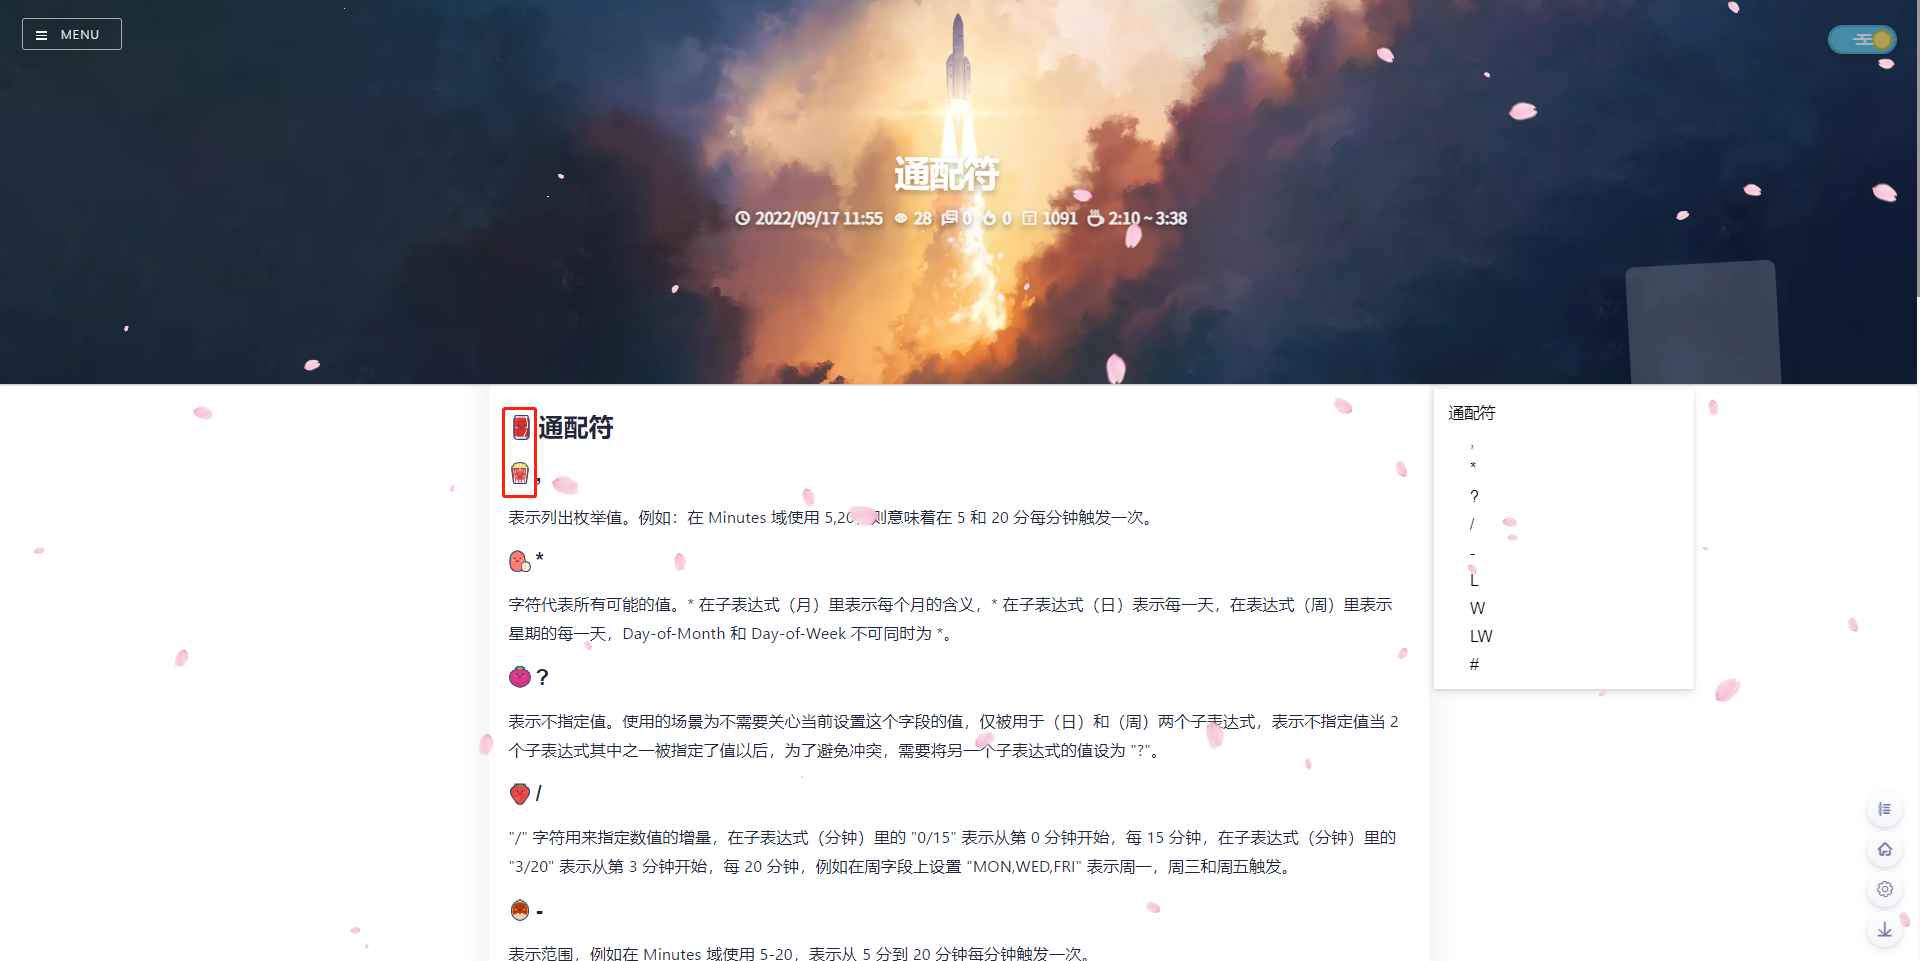 MENU
通配符
2022/09/17 11:55 28 0 0 1091 2:10 ~ 3:38
通配符
,
表示列出枚举值。例如：在 Minutes 域使用 5,20，则意味着在 5 和 20 分每分钟触发一次。
*
字符代表所有可能的值。* 在子表达式（月）里表示每个月的含义，* 在子表达式（日）表示每一天，在表达式（周）里表示
星期的每一天，Day-of-Month 和 Day-of-Week 不可同时为 *。
?
表示不指定值。使用的场景为不需要关心当前设置这个字段的值，仅被用于（日）和（周）两个子表达式，表示不指定值当 2
个子表达式其中之一被指定了值以后，为了避免冲突，需要将另一个子表达式的值设为 "?"。
/
"/" 字符用来指定数值的增量，在子表达式（分钟）里的 "0/15" 表示从第 0 分钟开始，每 15 分钟，在子表达式（分钟）里的
"3/20" 表示从第 3 分钟开始，每 20 分钟，例如在周字段上设置 "MON,WED,FRI" 表示周一，周三和周五触发。
-
表示范围，例如在 Minutes 域使用 5-20，表示从 5 分到 20 分钟每分钟触发一次。
通配符
,
*
?
/
-
L
W
LW
#